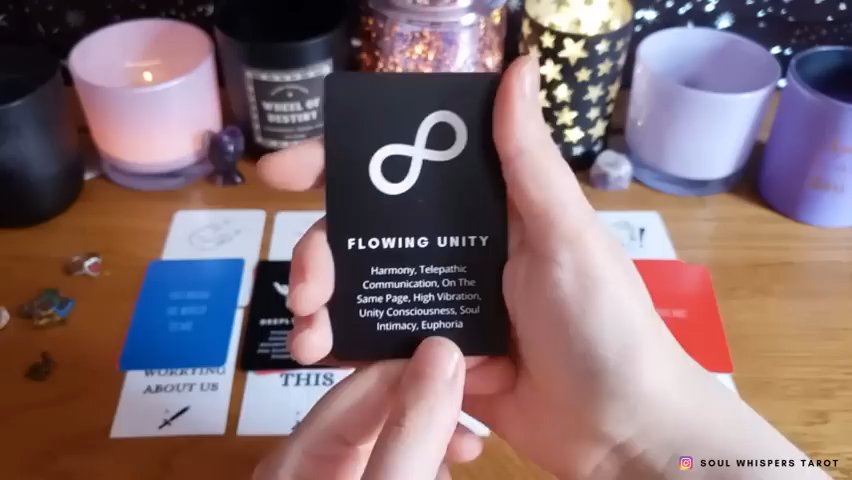 WHEEL OF
DESTINY
FLOWING UNITY
Harmony, Telepathic
Communication, On The
Same Page, High Vibration,
Unity Consciousness, Soul
Intimacy, Euphoria
ABOUT US
THIS
SOUL WHISPERS TAROT